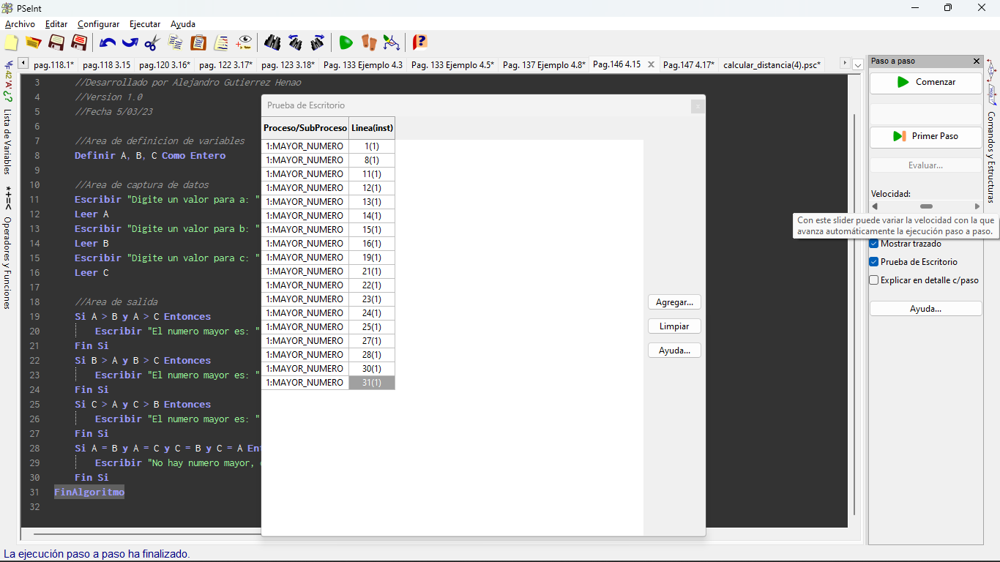 PSeInt
Archivo Editar Configurar Ejecutar Ayuda
pag.118.1* pag.118 3.15 pag.120 3.16* pag. 122 3.17* pag. 123 3.18* Pag. 133 Ejemplo 4.3 Pag. 133 Ejemplo 4.5* Pag. 137 Ejemplo 4.8* Pag.146 4.15 Pag.147 4.17* calcular_distancia(4).psc*
Lista de Variables
Operadores y Funciones
3 //Desarrollado por Alejandro Gutierrez Henao
4 //Version 1.0
5 //Fecha 5/03/23
6
7 //Area de definicion de variables
8 Definir A, B, C Como Entero
9
10 //Area de captura de datos
11 Escribir "Digite un valor para a: "
12 Leer A
13 Escribir "Digite un valor para b: "
14 Leer B
15 Escribir "Digite un valor para c: "
16 Leer C
17
18 //Area de salida
19 Si A > B y A > C Entonces
20 Escribir "El numero mayor es: "
21 Fin Si
22 Si B > A y B > C Entonces
23 Escribir "El numero mayor es: "
24 Fin Si
25 Si C > A y C > B Entonces
26 Escribir "El numero mayor es: "
27 Fin Si
28 Si A = B y A = C y C = B y C = A
29 Escribir "No hay numero mayor,
30 Fin Si
31 FinAlgoritmo
32
Prueba de Escritorio
Proceso/SubProceso Linea(inst)
1:MAYOR_NUMERO 1(1)
1:MAYOR_NUMERO 8(1)
1:MAYOR_NUMERO 11(1)
1:MAYOR_NUMERO 12(1)
1:MAYOR_NUMERO 13(1)
1:MAYOR_NUMERO 14(1)
1:MAYOR_NUMERO 15(1)
1:MAYOR_NUMERO 16(1)
1:MAYOR_NUMERO 19(1)
1:MAYOR_NUMERO 21(1)
1:MAYOR_NUMERO 22(1)
1:MAYOR_NUMERO 23(1)
1:MAYOR_NUMERO 24(1)
1:MAYOR_NUMERO 25(1)
1:MAYOR_NUMERO 27(1)
1:MAYOR_NUMERO 28(1)
1:MAYOR_NUMERO 30(1)
1:MAYOR_NUMERO 31(1)
Agregar...
Limpiar
Ayuda...
Paso a paso
Comenzar
Primer Paso
Evaluar...
Velocidad:
Con este slider puede variar la velocidad con la que
avanza automáticamente la ejecución paso a paso.
Mostrar trazado
Prueba de Escritorio
Explicar en detalle c/paso
Ayuda...
Comandos y Estructuras
La ejecución paso a paso ha finalizado.